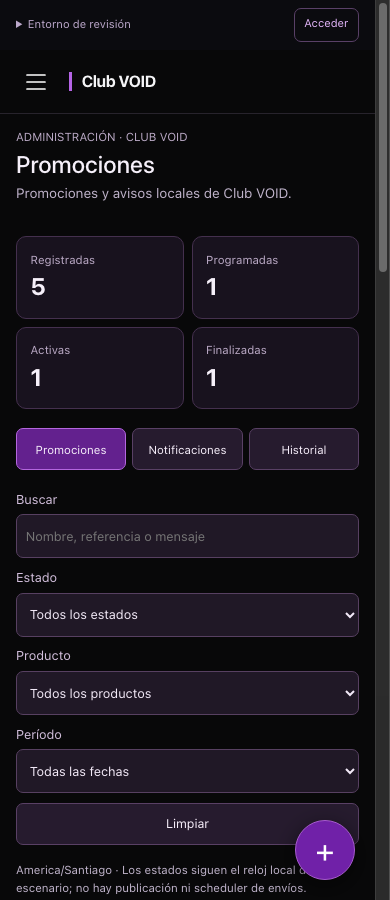 Entorno de revisión
Acceder
Club VOID
ADMINISTRACIÓN · CLUB VOID
Promociones
Promociones y avisos locales de Club VOID.
Registradas
5
Programadas
1
Activas
1
Finalizadas
1
Promociones
Notificaciones
Historial
Buscar
Nombre, referencia o mensaje
Estado
Todos los estados
Producto
Todos los productos
Período
Todas las fechas
Limpiar
+
America/Santiago · Los estados siguen el reloj local
escenario; no hay publicación ni scheduler de envíos.